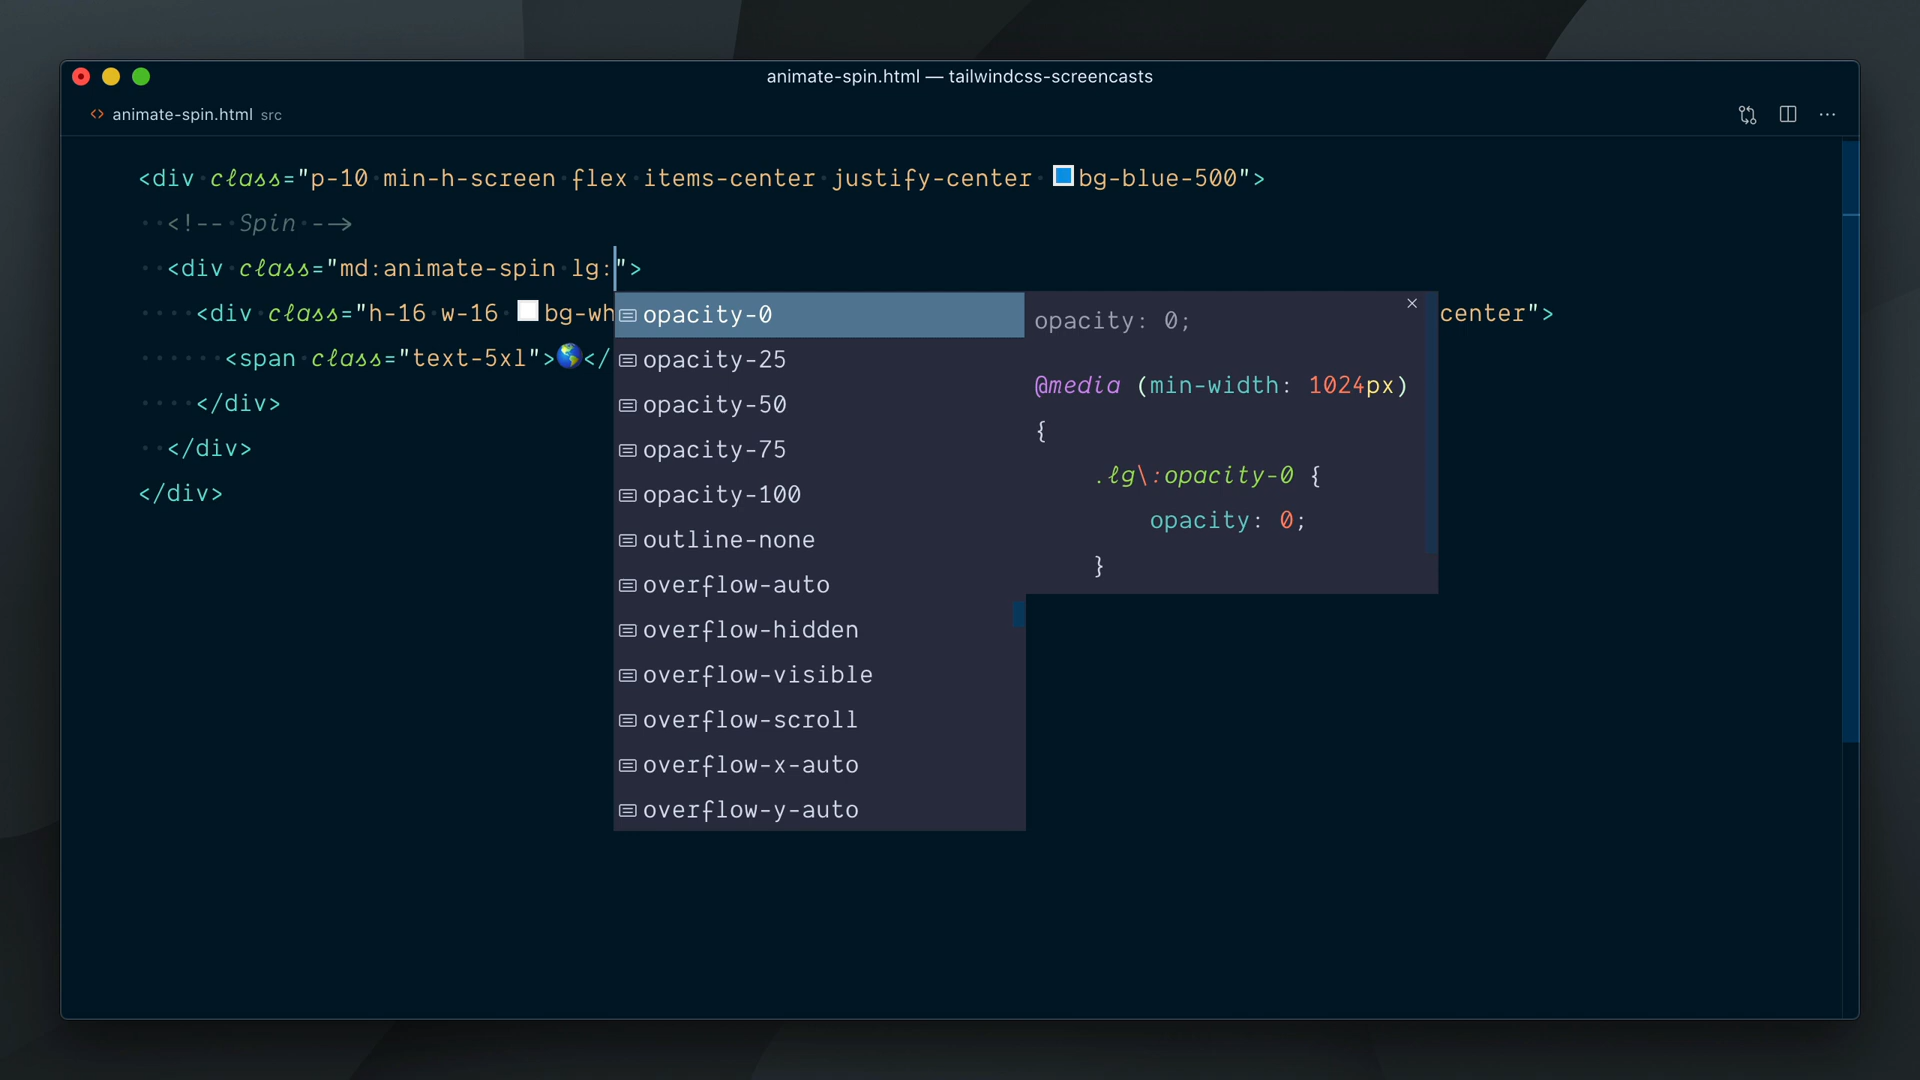 animate-spin.html — tailwindcss-screencasts
<> animate-spin.html src
<div class="p-10 min-h-screen flex items-center justify-center bg-blue-500">
<!-- Spin -->
<div class="md:animate-spin lg:">
<div class="h-16 w-16 bg-wh
center">
<span class="text-5xl">🌎</
</div>
</div>
</div>
opacity-0
opacity-25
opacity-50
opacity-75
opacity-100
outline-none
overflow-auto
overflow-hidden
overflow-visible
overflow-scroll
overflow-x-auto
overflow-y-auto
opacity: 0;
@media (min-width: 1024px)
{
.lg\:opacity-0 {
opacity: 0;
}